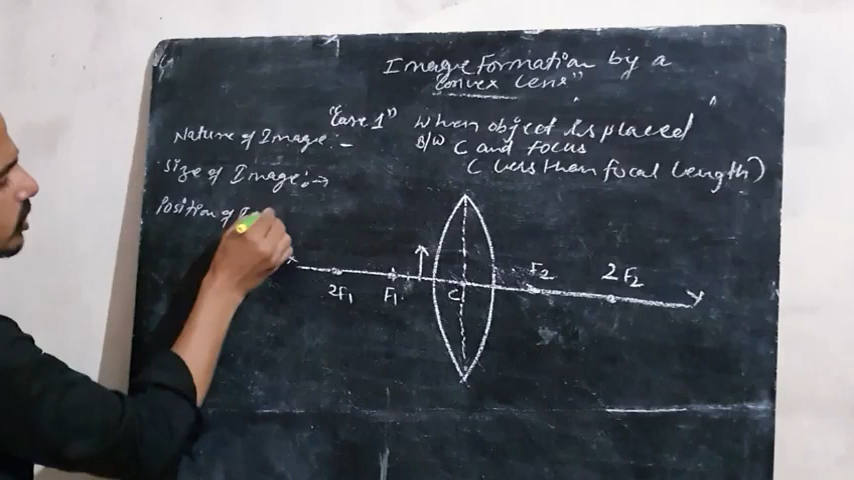 Image Formation by a
Convex Lens"
"Case 1" When object is placed
B/W C and focus
( Less than focal Length )
Nature of Image :-
Size of Image :→
Position of I
X
2F1
F1
C
F2
2F2
Y